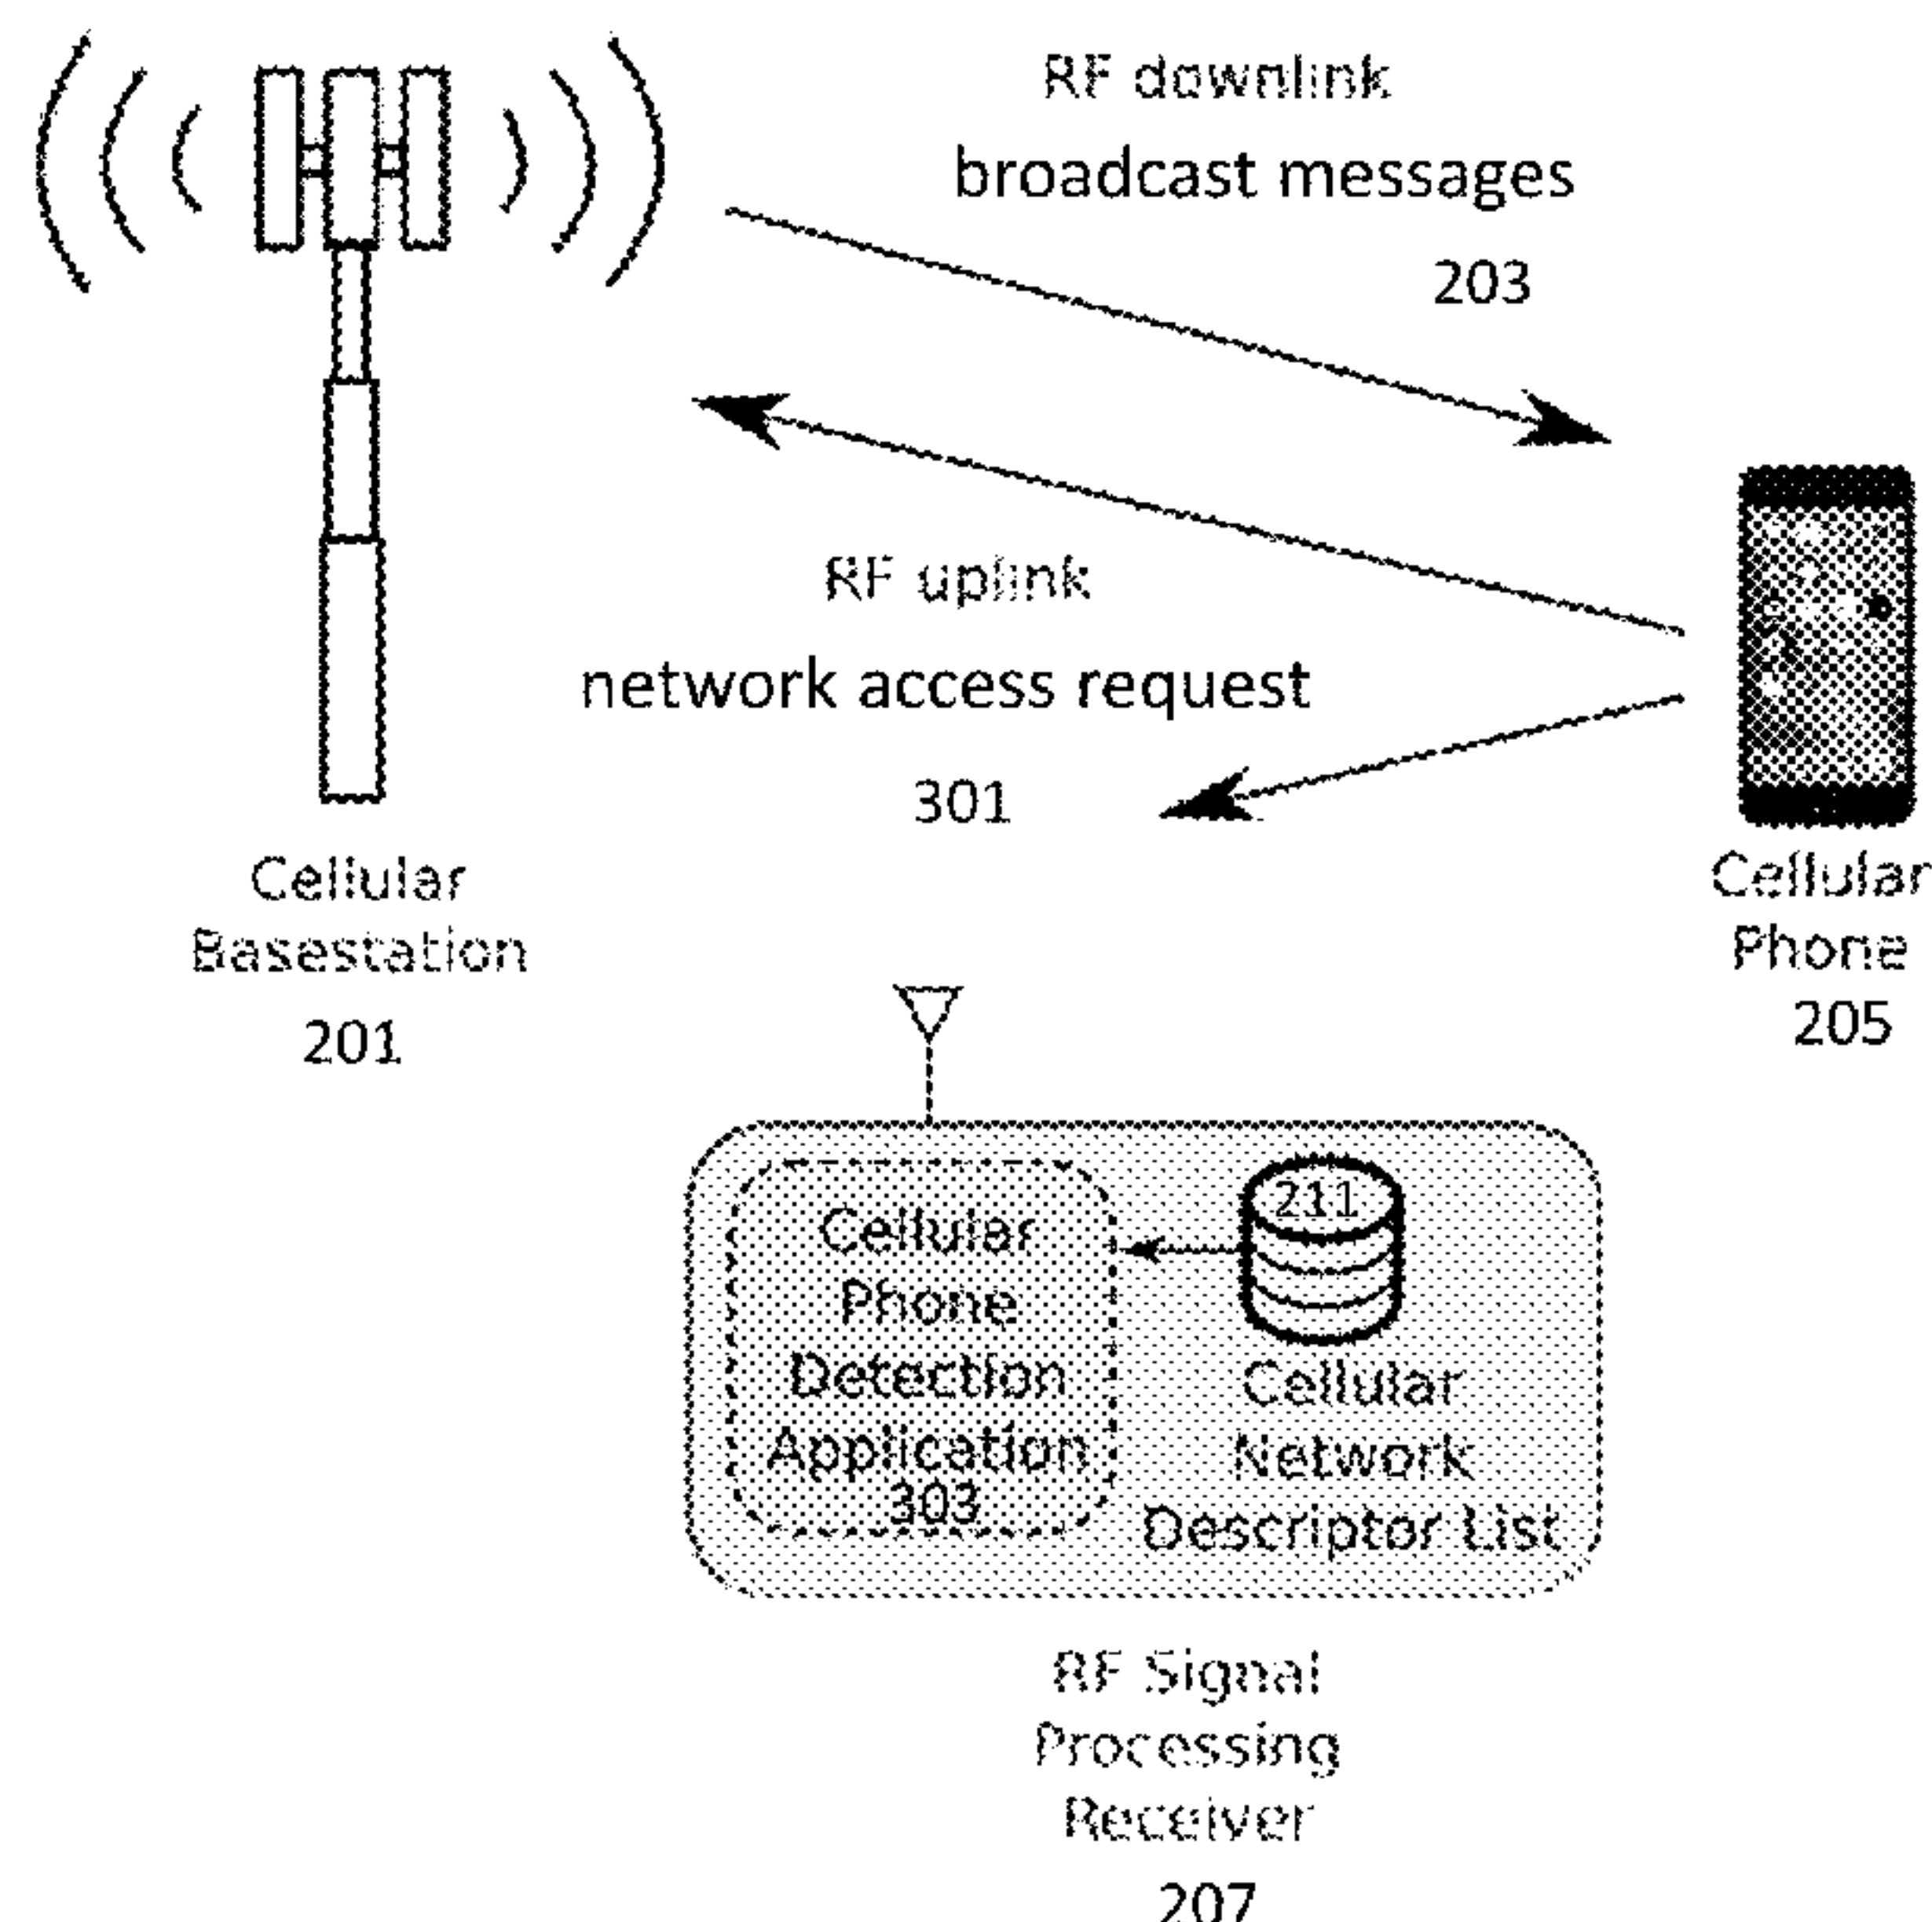 RF downlink
broadcast messages
203
RF uplink
network access request
301
Cellular
Basestation
201
Cellular
Phone
205
Cellular
Phone
Detection
Application
303
211
Cellular
Network
Descriptor List
RF Signal
Processing
Receiver
207